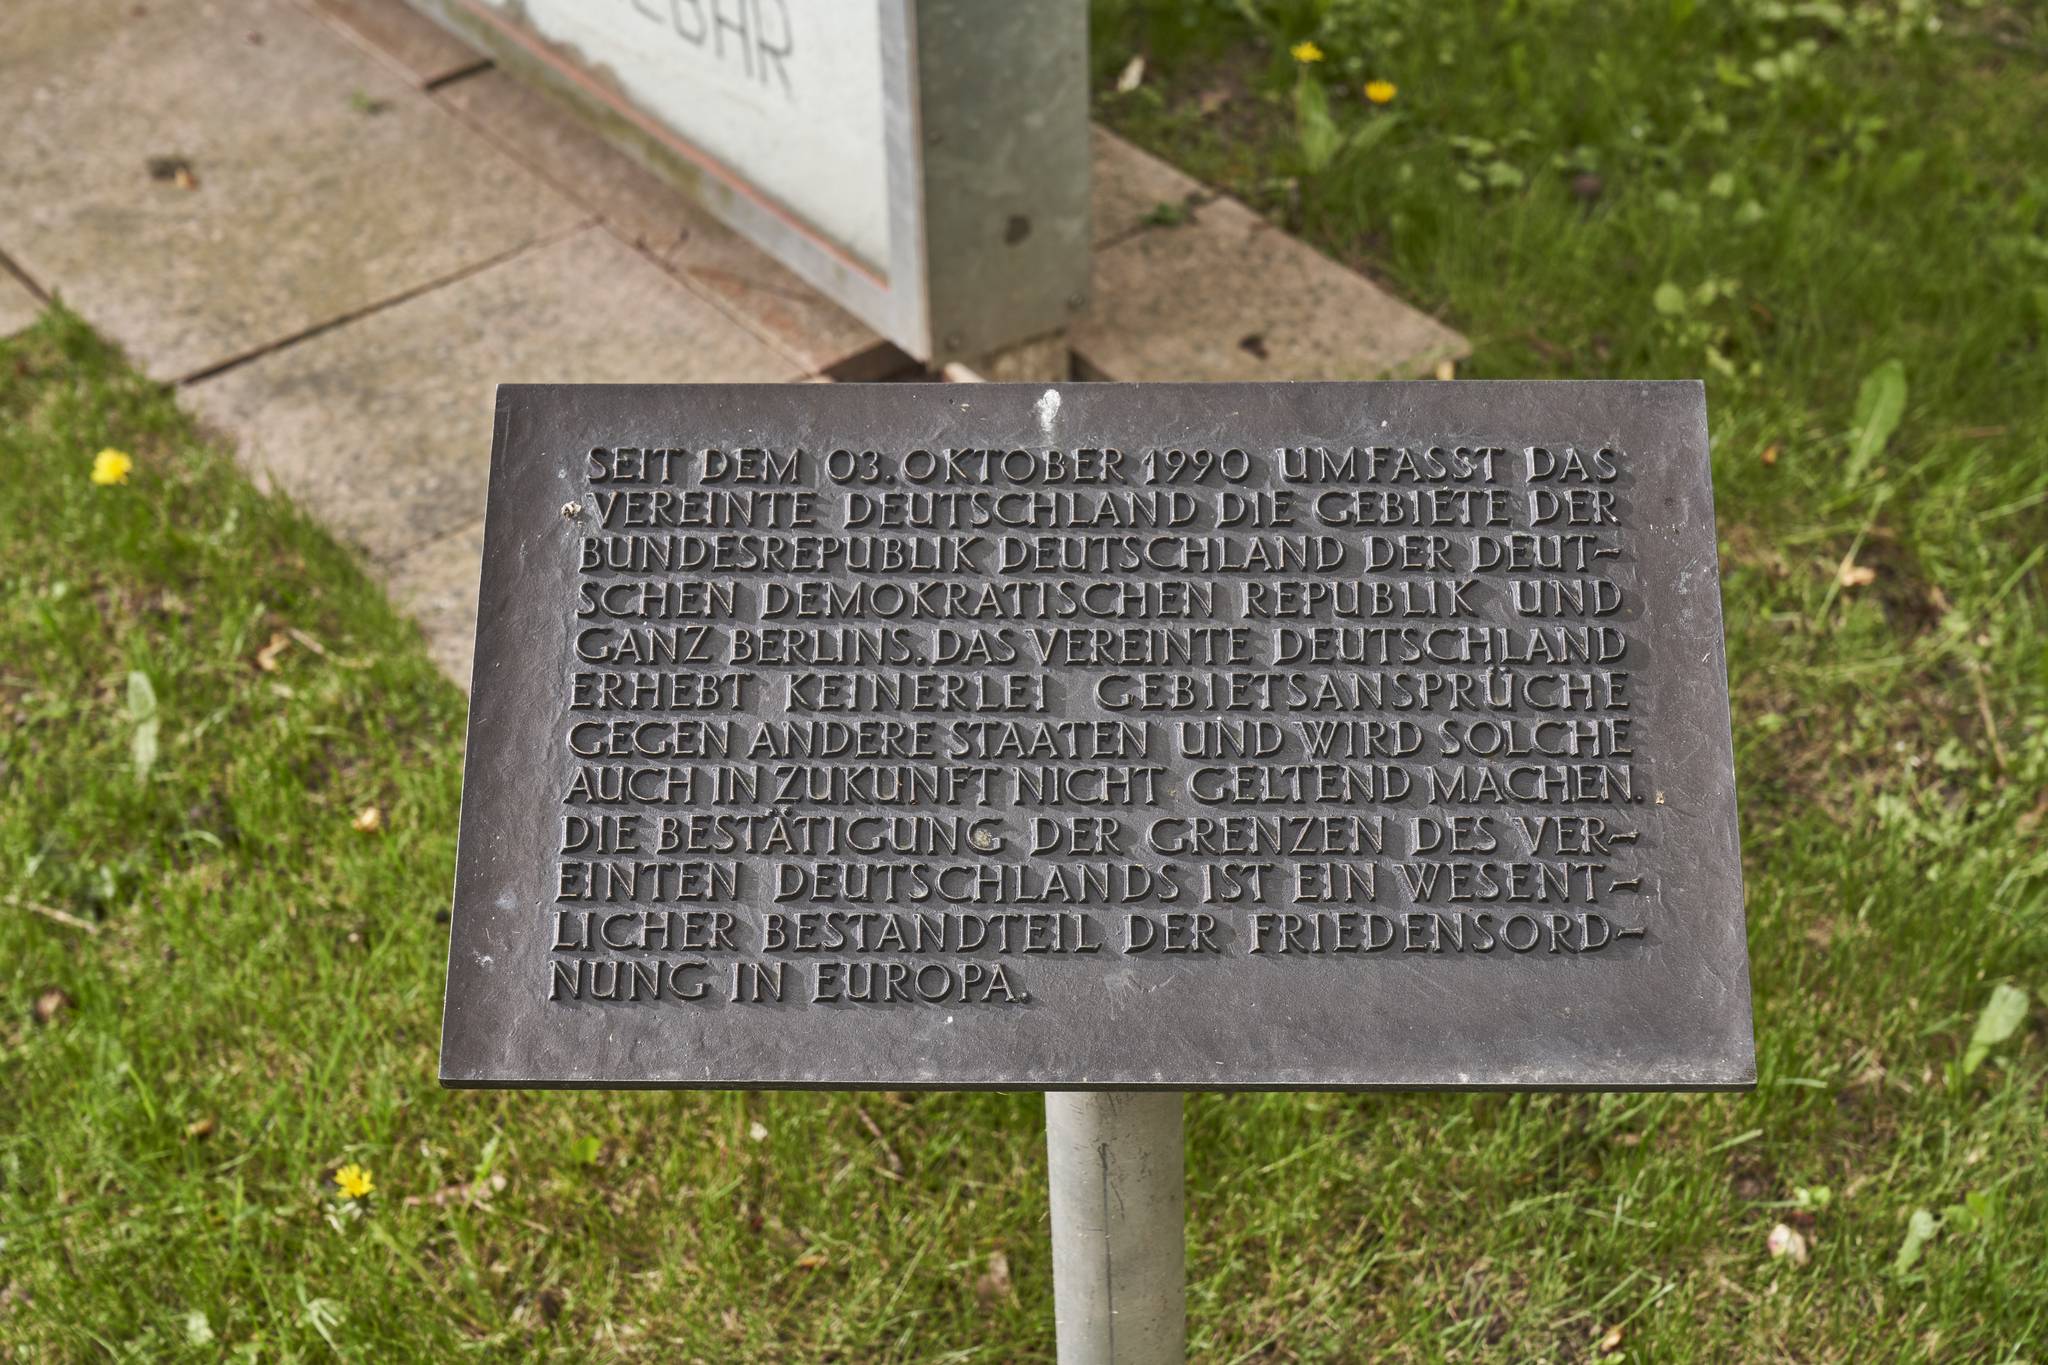 SEIT DEM 03.OKTOBER 1990 UMFASST DAS
VEREINTE DEUTSCHLAND DIE GEBIETE DER
BUNDESREPUBLIK DEUTSCHLAND DER DEUT-
SCHEN DEMOKRATISCHEN REPUBLIK UND
GANZ BERLINS. DAS VEREINTE DEUTSCHLAND
ERHEBT KEINERLEI GEBIETSANSPRÜCHE
GEGEN ANDERE STAATEN UND WIRD SOLCHE
AUCH IN ZUKUNFT NICHT GELTEND MACHEN.
DIE BESTÄTIGUNG DER GRENZEN DES VER-
EINTEN DEUTSCHLANDS IST EIN WESENT-
LICHER BESTANDTEIL DER FRIEDENSORD-
NUNG IN EUROPA.